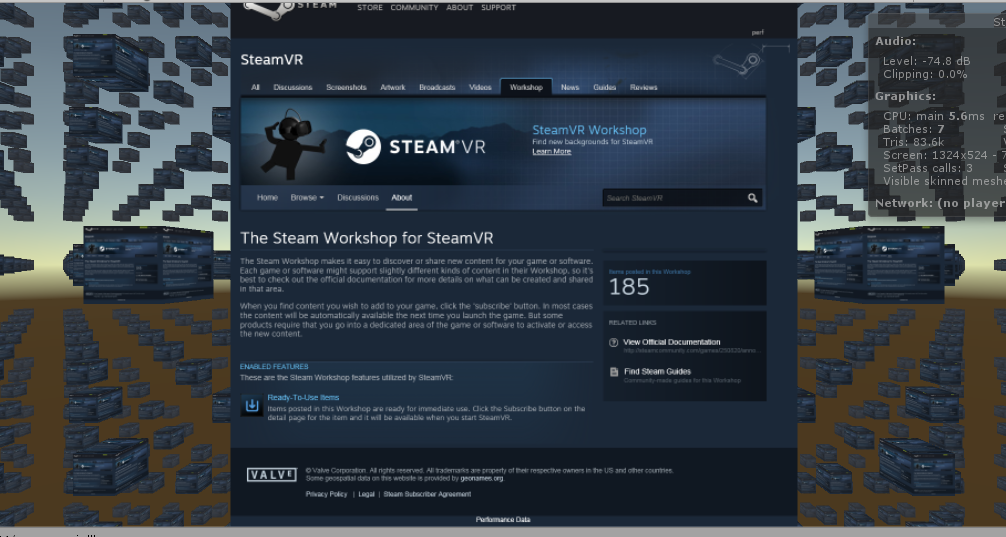 STEAM
STORE COMMUNITY ABOUT SUPPORT
perf
SteamVR
All Discussions Screenshots Artwork Broadcasts Videos Workshop News Guides Reviews
STEAM VR
SteamVR Workshop
Find new backgrounds for SteamVR
Learn More
Home Browse Discussions About
Search SteamVR
The Steam Workshop for SteamVR
The Steam Workshop makes it easy to discover or share new content for your game or software.
Each game or software might support slightly different kinds of content in their Workshop, so it's
best to check out the official documentation for more details on what can be created and shared
in that area.
When you find content you wish to add to your game, click the 'subscribe' button. In most cases
the content will automatically be available the next time you launch the game. But some
products require that you go into a dedicated area of the game or software to activate or access
the new content.
ENABLED FEATURES
These are the Steam Workshop features utilized by SteamVR:
Ready-To-Use Items
Items posted in this Workshop are ready for immediate use. Click the Subscribe button on the
detail page for the item and it will be available when you start SteamVR.
Items posted in this Workshop
185
RELATED LINKS
View Official Documentation
Find Steam Guides
Community-made guides for this Workshop
VALVE
© Valve Corporation. All rights reserved. All trademarks are property of their respective owners in the US and other countries.
Some geospatial data on this website is provided by geonames.org.
Privacy Policy | Legal | Steam Subscriber Agreement
Performance Data
St
Audio:
Level: -74.8 dB
Clipping: 0.0%
Graphics:
CPU: main 5.6ms re
Batches: 7
Tris: 83.6k
Screen: 1324x524 - 7
SetPass calls: 3
Visible skinned meshe
Network: (no player